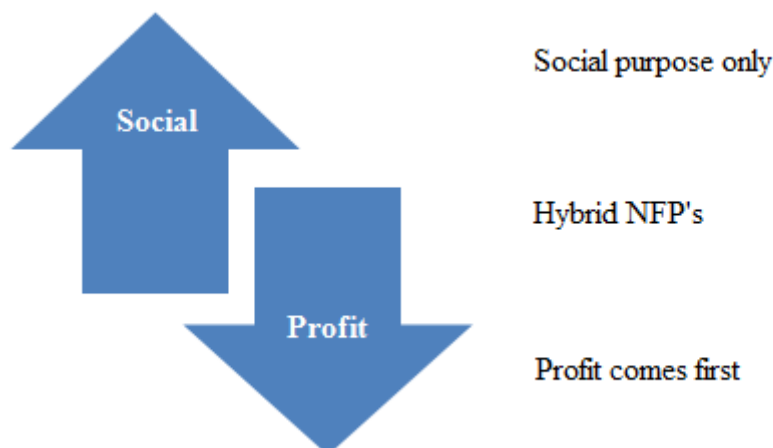 Social purpose only
Social
Hybrid NFP's
Profit
Profit comes first